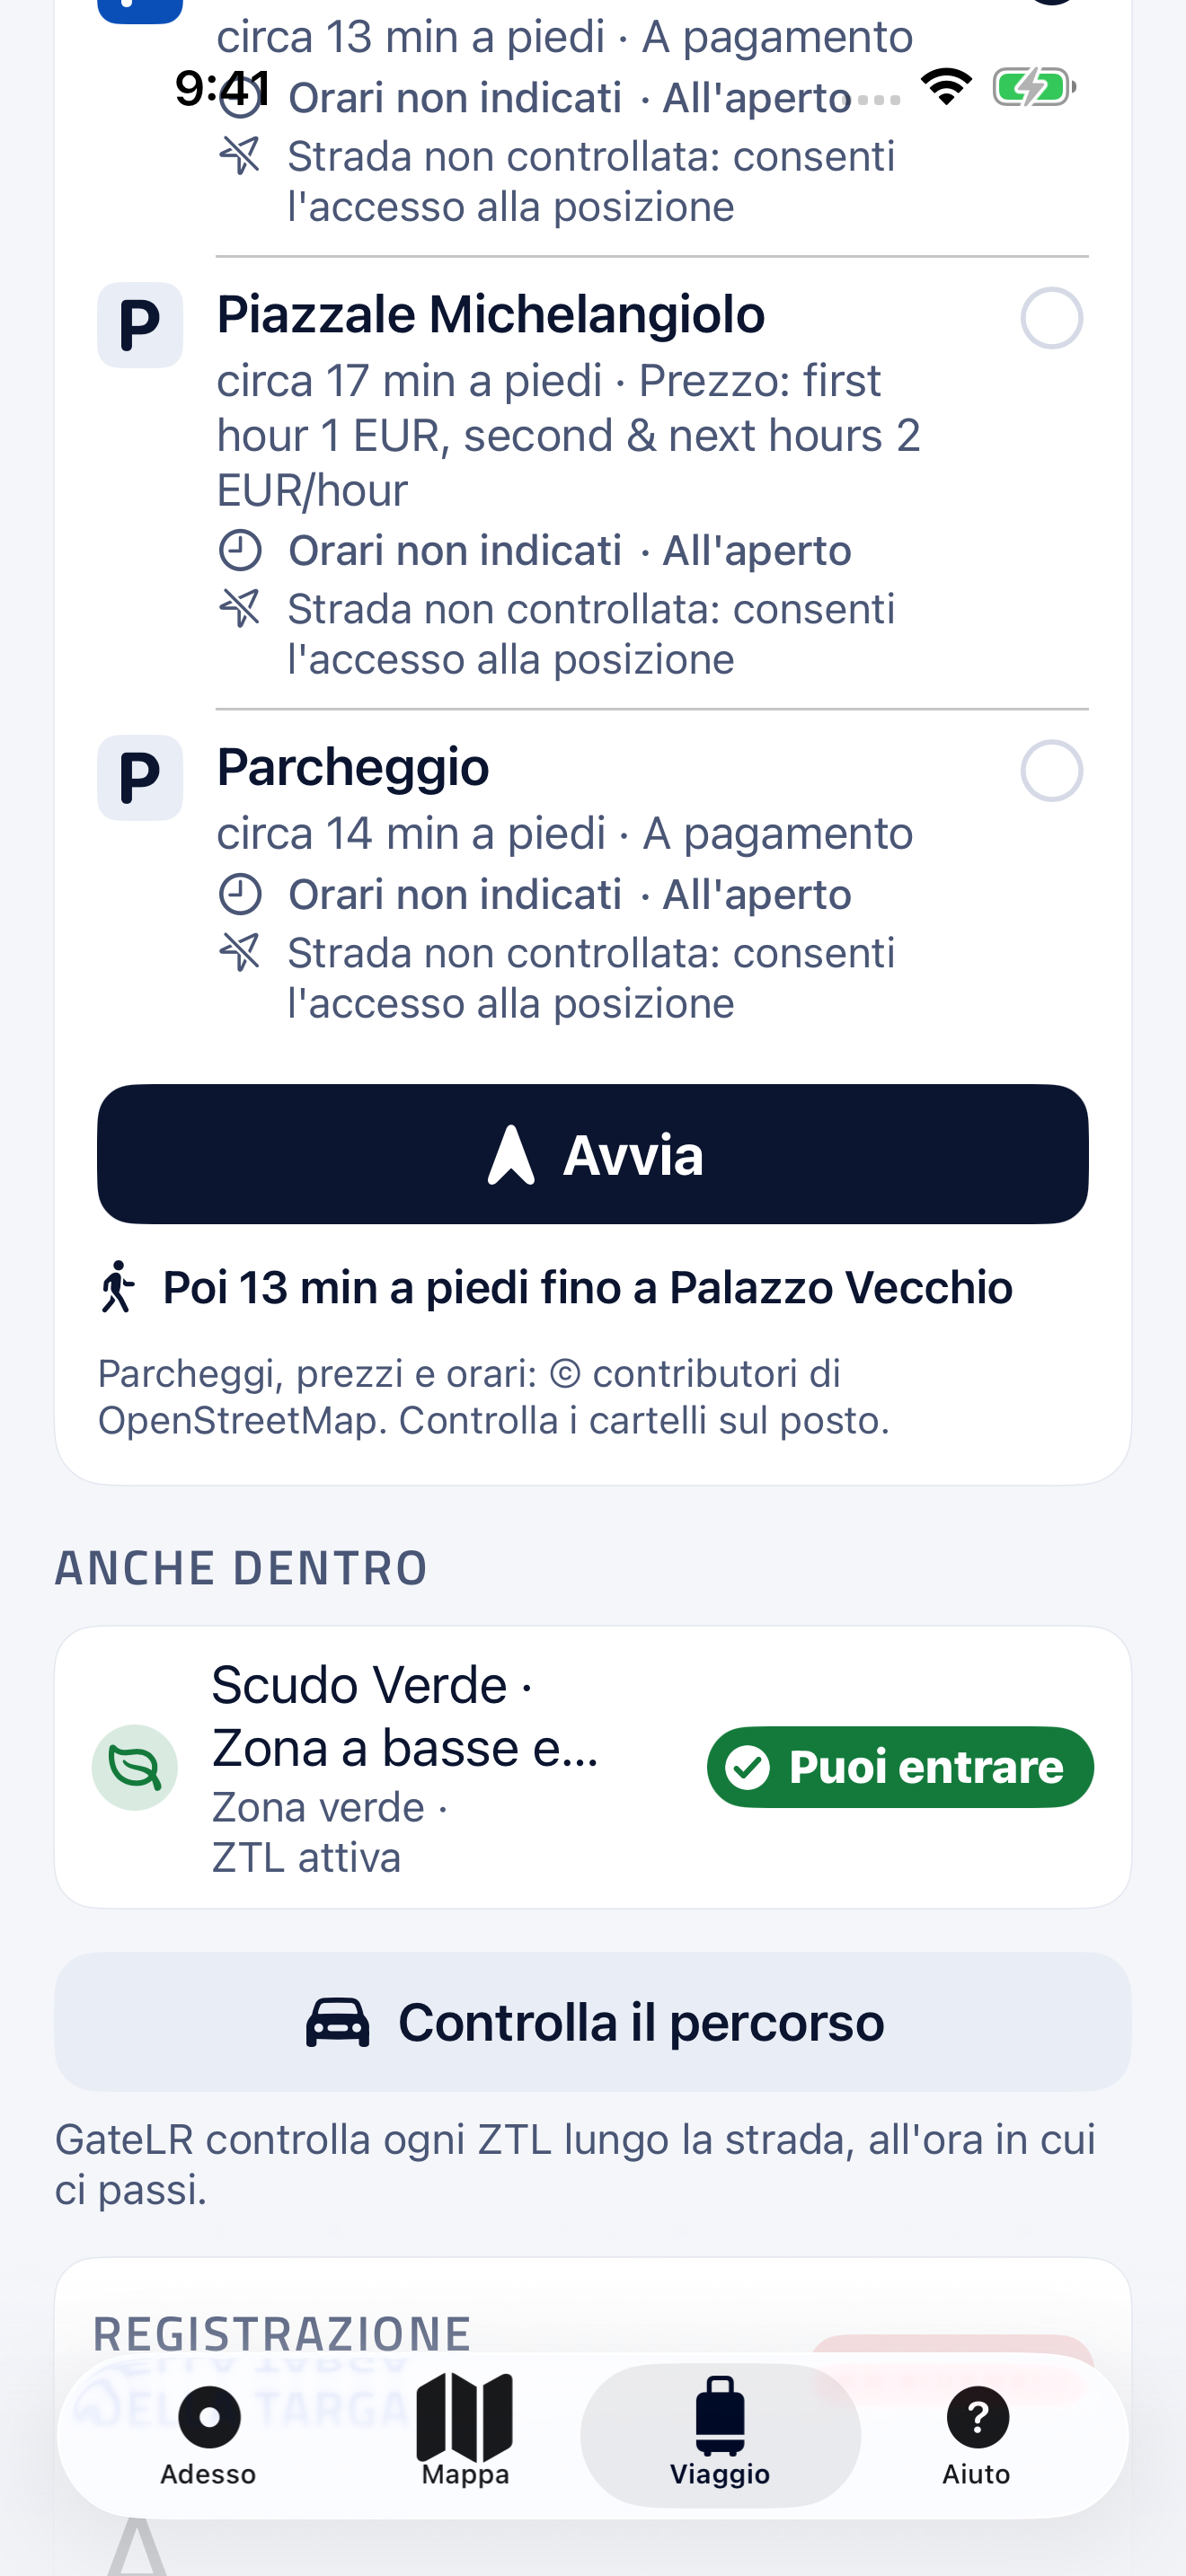 circa 13 min a piedi · A pagamento
9:41
Orari non indicati · All'aperto
Strada non controllata: consenti
l'accesso alla posizione
P
Piazzale Michelangiolo
circa 17 min a piedi · Prezzo: first
hour 1 EUR, second & next hours 2
EUR/hour
Orari non indicati · All'aperto
Strada non controllata: consenti
l'accesso alla posizione
P
Parcheggio
circa 14 min a piedi · A pagamento
Orari non indicati · All'aperto
Strada non controllata: consenti
l'accesso alla posizione
Avvia
Poi 13 min a piedi fino a Palazzo Vecchio
Parcheggi, prezzi e orari: © contributori di
OpenStreetMap. Controlla i cartelli sul posto.
ANCHE DENTRO
Scudo Verde ·
Zona a basse e...
Zona verde ·
ZTL attiva
Puoi entrare
Controlla il percorso
GateLR controlla ogni ZTL lungo la strada, all'ora in cui
ci passi.
REGISTRAZIONE
TARGA
Adesso
Mappa
Viaggio
? Aiuto
A